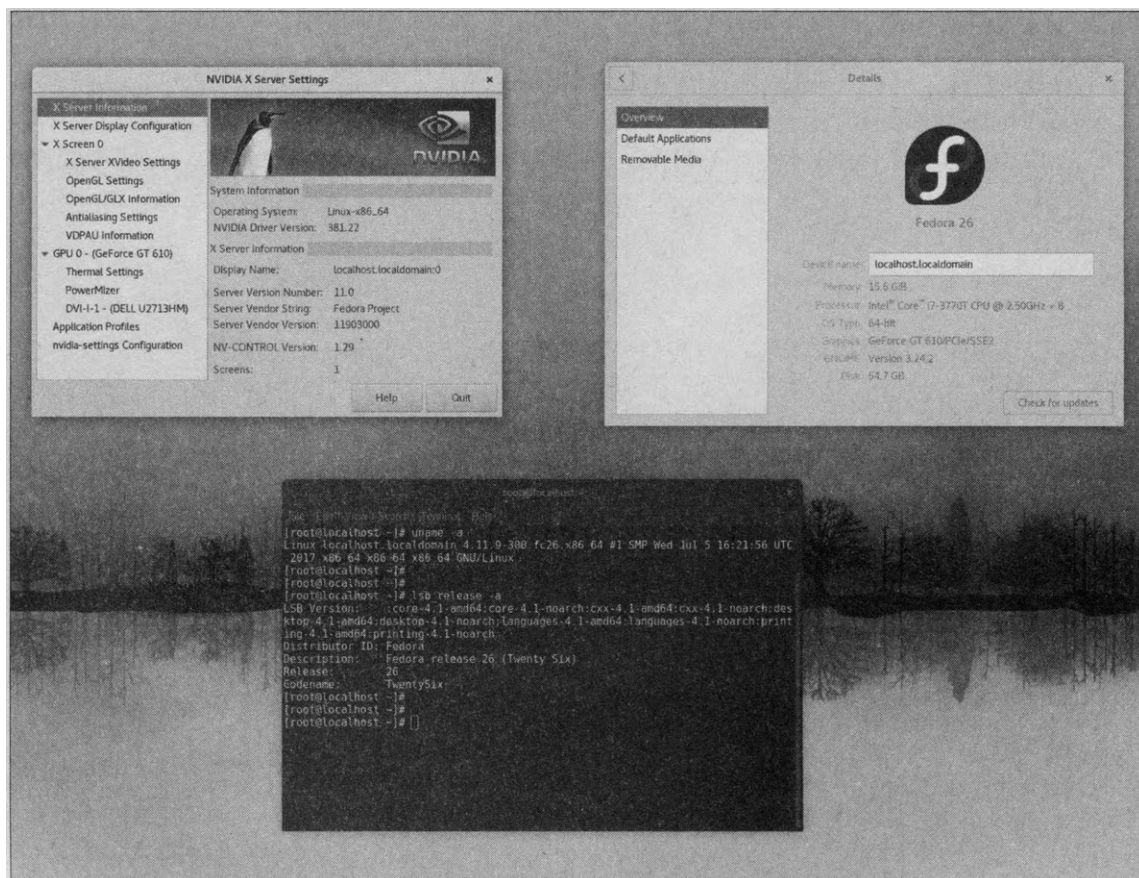 NVIDIA X Server Settings
X Server Information
X Server Display Configuration
X Screen 0
X Server XVideo Settings
OpenGL Settings
OpenGL/GLX Information
Antialiasing Settings
VDPAU Information
GPU 0 - (GeForce GT 610)
Thermal Settings
PowerMizer
DVI-I-1 - (DELL U2713HM)
Application Profiles
nvidia-settings Configuration
NVIDIA
System Information
Operating System: Linux-x86_64
NVIDIA Driver Version: 381.22
X Server Information
Display Name: localhost.localdomain:0
Server Version Number: 11.0
Server Vendor String: Fedora Project
Server Vendor Version: 11903000
NV-CONTROL Version: 1.29
Screens: 1
Help Quit
Details
Overview
Default Applications
Removable Media
Fedora 26
Device name localhost.localdomain
Memory 15.6 GiB
Processor Intel® Core™ i7-3770T CPU @ 2.50GHz × 8
OS Type 64-bit
Graphics GeForce GT 610/PCIe/SSE2
GNOME Version 3.24.2
Disk 64.7 GB
Check for updates
root@localhost:~
File Edit View Search Terminal Help
[root@localhost ~]# uname -a
Linux localhost.localdomain 4.11.9-300.fc26.x86_64 #1 SMP Wed Jul 5 16:21:56 UTC
2017 x86_64 x86_64 x86_64 GNU/Linux
[root@localhost ~]#
[root@localhost ~]#
[root@localhost ~]# lsb_release -a
LSB Version: :core-4.1-amd64:core-4.1-noarch:cxx-4.1-amd64:cxx-4.1-noarch:des
ktop-4.1-amd64:desktop-4.1-noarch:languages-4.1-amd64:languages-4.1-noarch:print
ing-4.1-amd64:printing-4.1-noarch
Distributor ID: Fedora
Description: Fedora release 26 (Twenty Six)
Release: 26
Codename: TwentySix
[root@localhost ~]#
[root@localhost ~]#
[root@localhost ~]#